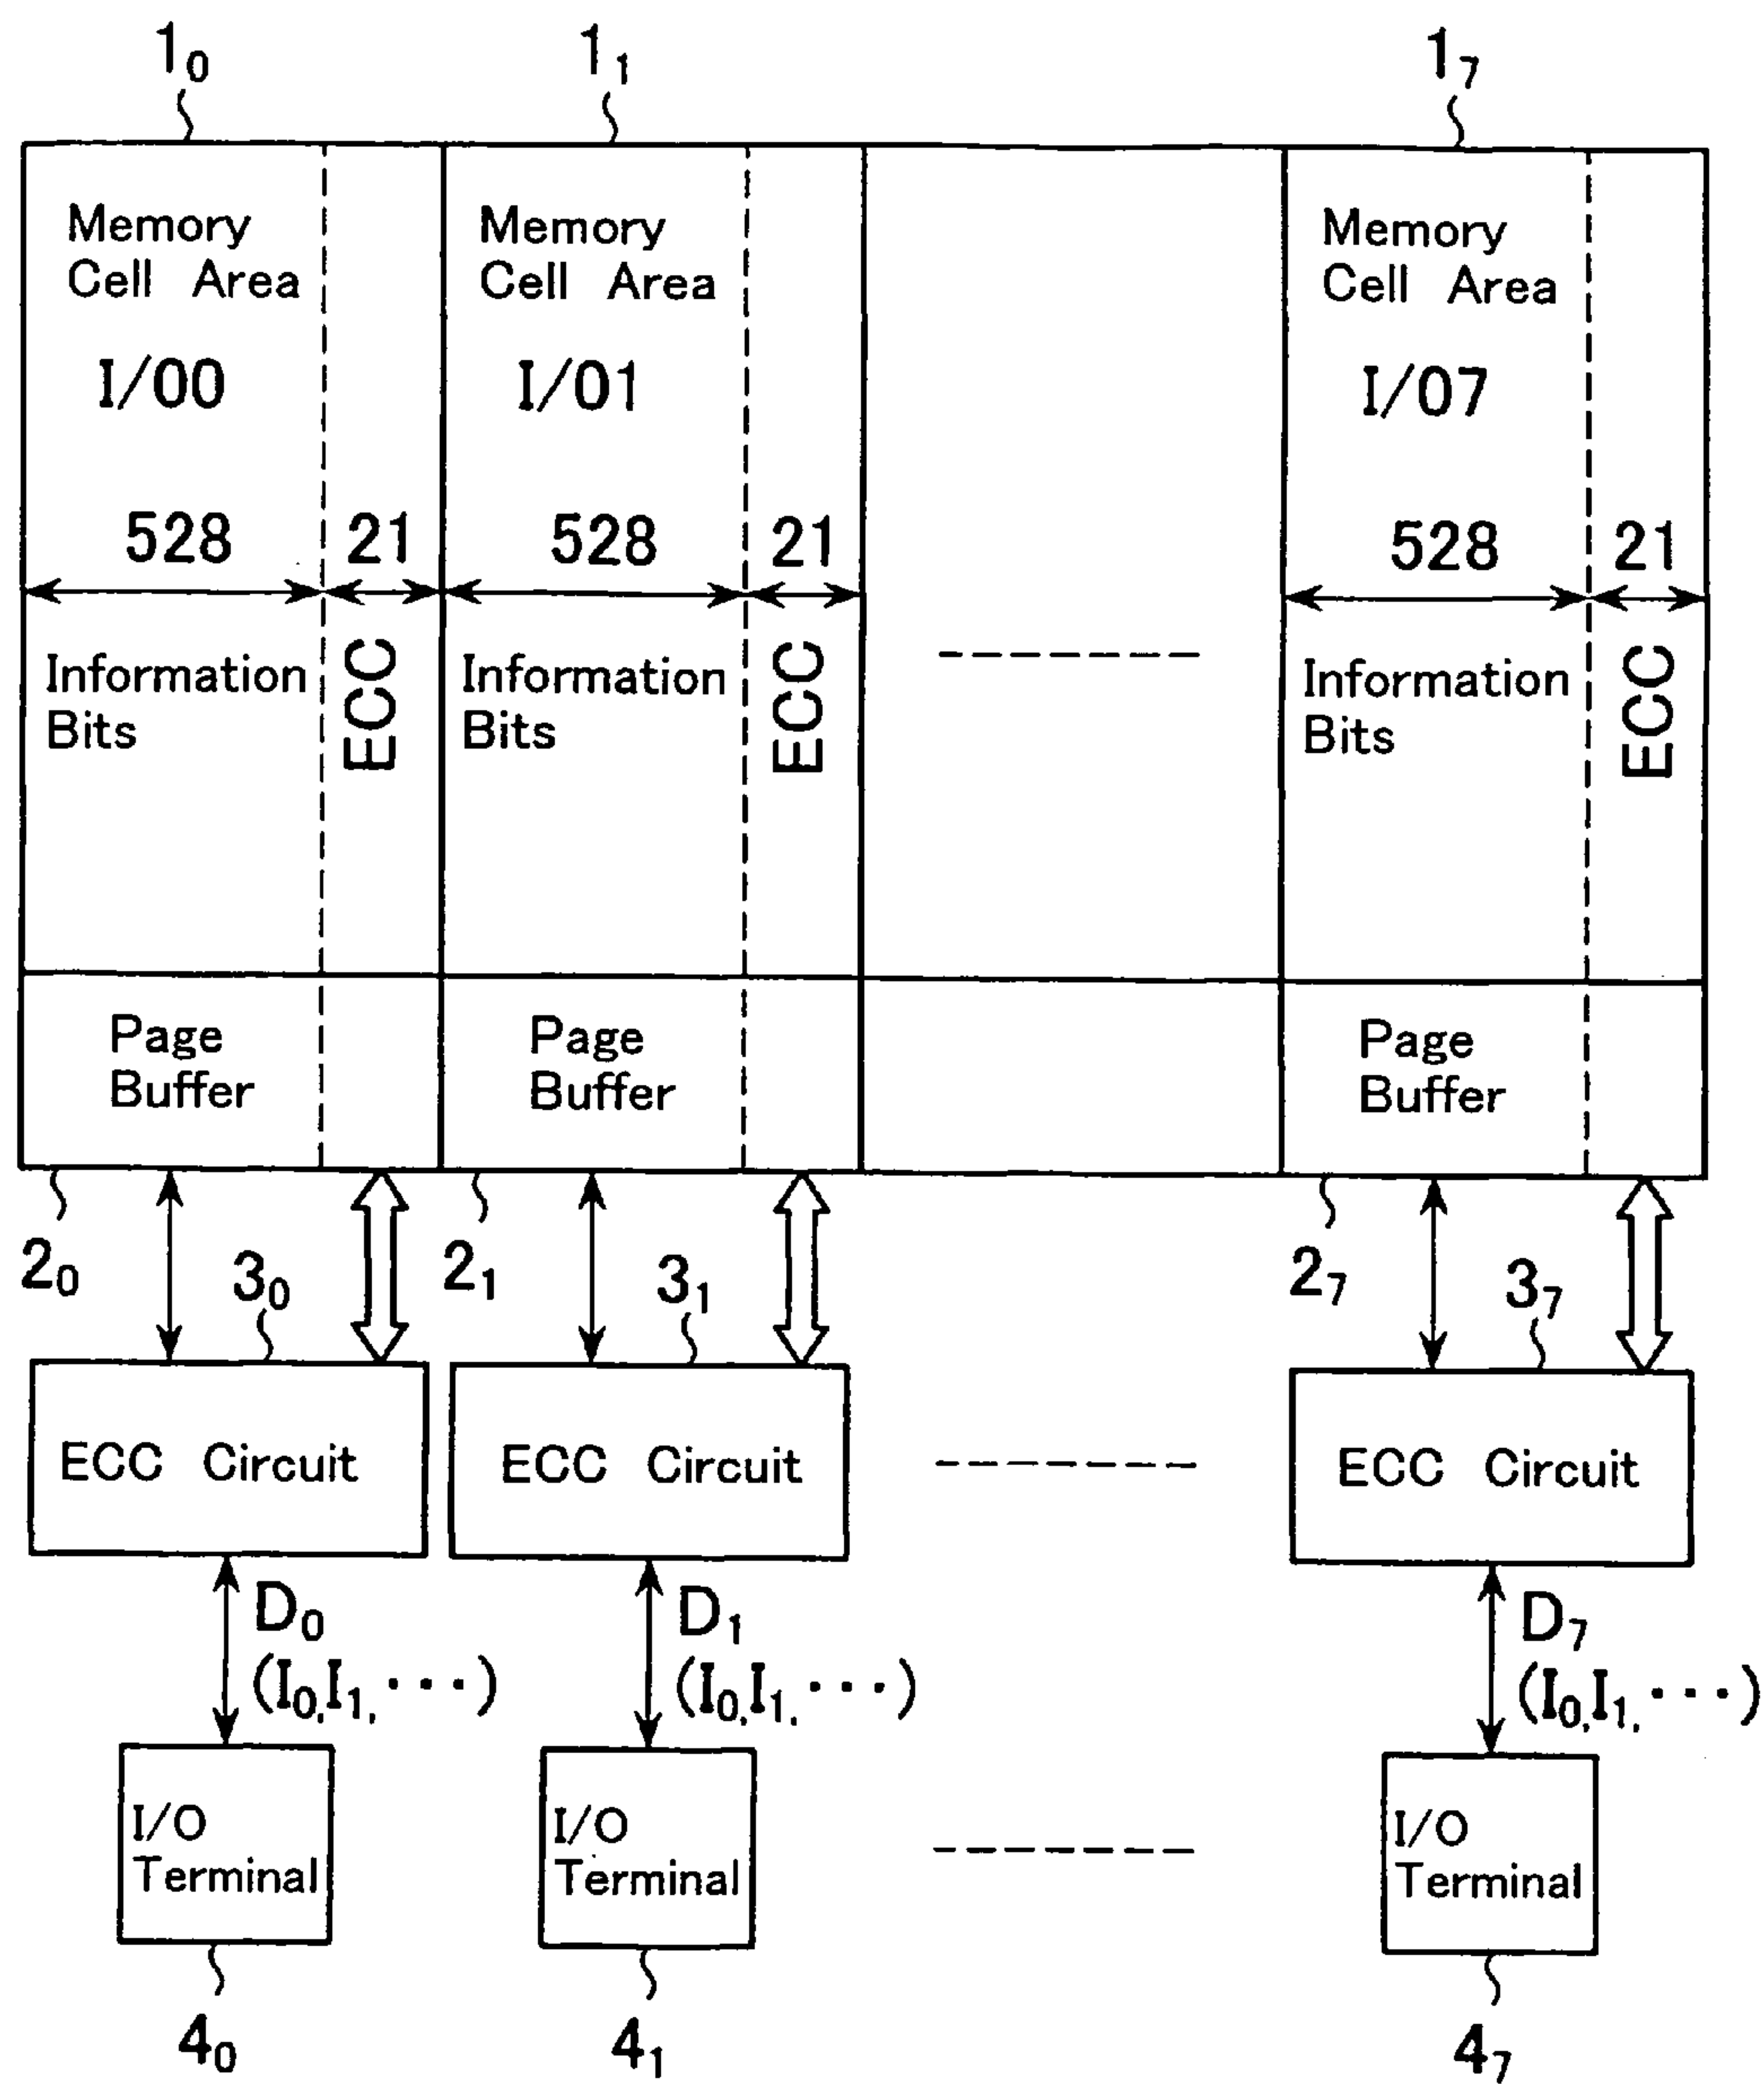 1₀ 1₁ 1₇
Memory Cell Area
I/O0
528 21
Information Bits
ECC
Memory Cell Area
I/O1
528 21
Information Bits
ECC
Memory Cell Area
I/O7
528 21
Information Bits
ECC
Page Buffer
Page Buffer
Page Buffer
2₀ 3₀ 2₁ 3₁ 2₇ 3₇
ECC Circuit ECC Circuit ECC Circuit
D₀ D₁ D₇
(I₀,I₁,···) (I₀,I₁,···) (I₀,I₁,···)
I/O Terminal
I/O Terminal
I/O Terminal
4₀ 4₁ 4₇